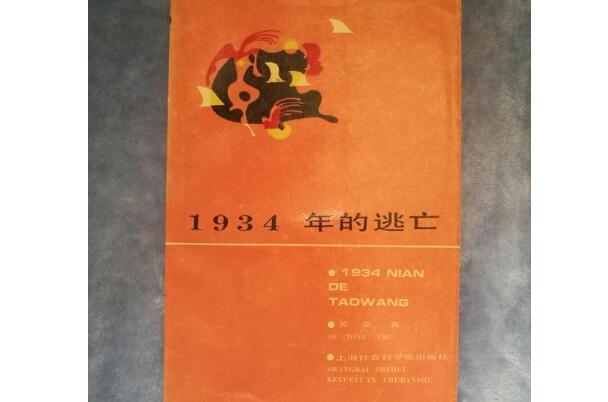 1934 年的逃亡
● 1934 NIAN
DE
TAOWANG
● 苏童 著
SU TONG ZHU
● 上海社会科学院出版社
SHANGHAI SHEHUI
KEXUEYUAN CHUBANSHE